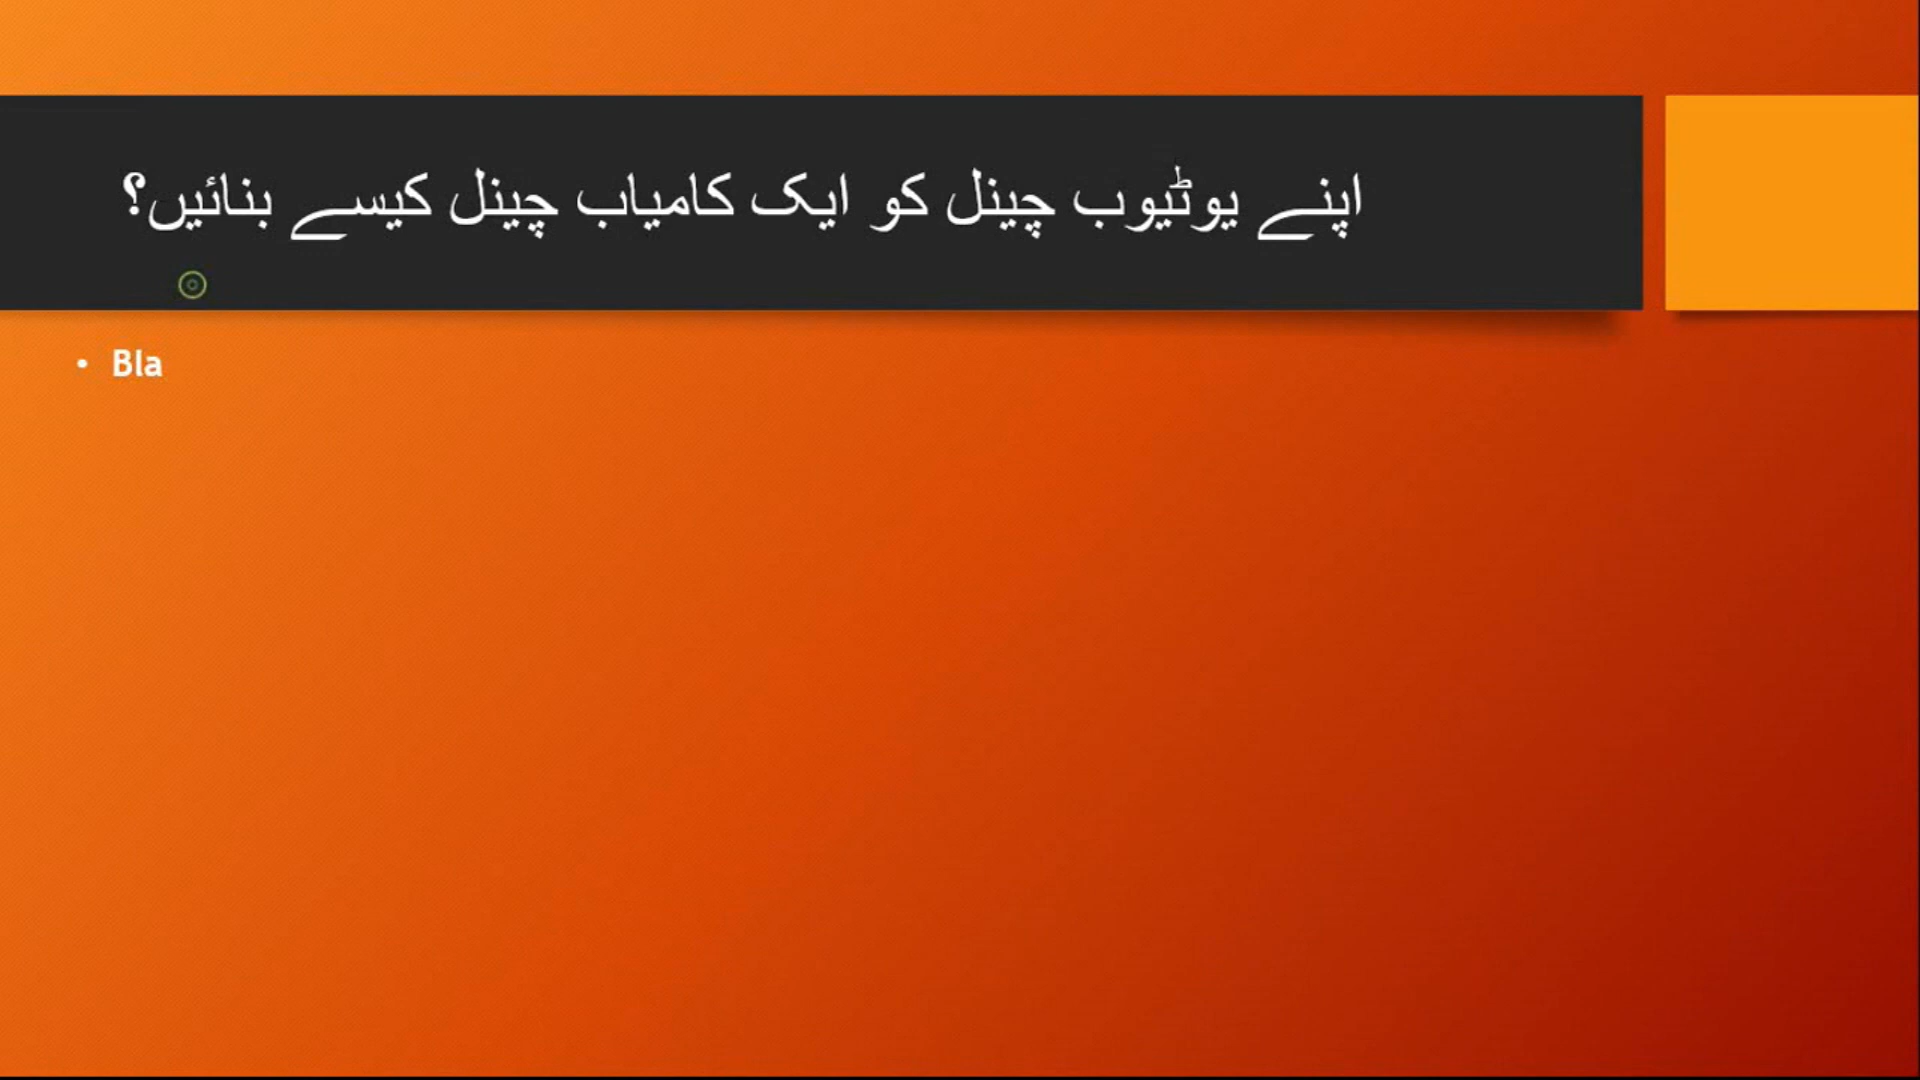 اپنے یوٹیوب چینل کو ایک کامیاب چینل کیسے بنائیں؟
• Bla